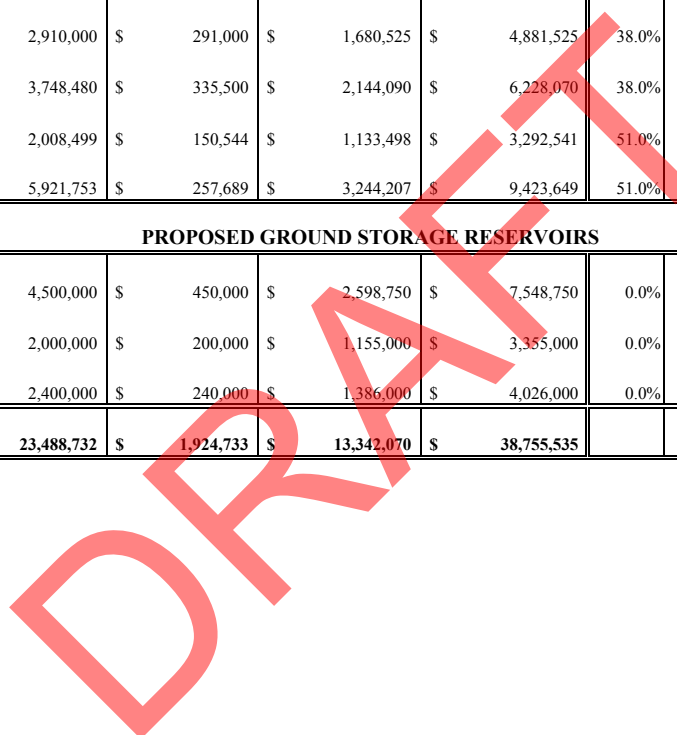 2,910,000 $ 291,000 $ 1,680,525 $ 4,881,525 38.0%
3,748,480 $ 335,500 $ 2,144,090 $ 6,228,070 38.0%
2,008,499 $ 150,544 $ 1,133,498 $ 3,292,541 51.0%
5,921,753 $ 257,689 $ 3,244,207 $ 9,423,649 51.0%
PROPOSED GROUND STORAGE RESERVOIRS
4,500,000 $ 450,000 $ 2,598,750 $ 7,548,750 0.0%
2,000,000 $ 200,000 $ 1,155,000 $ 3,355,000 0.0%
2,400,000 $ 240,000 $ 1,386,000 $ 4,026,000 0.0%
23,488,732 $ 1,924,733 $ 13,342,070 $ 38,755,535
DRAFT